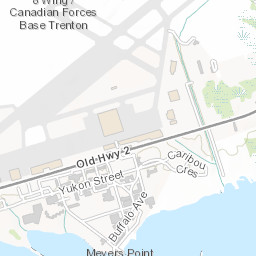 8 Wing /
Canadian Forces
Base Trenton
Old Hwy 2
Caribou
Cres
Yukon Street
Buffalo Ave
Meyers Point